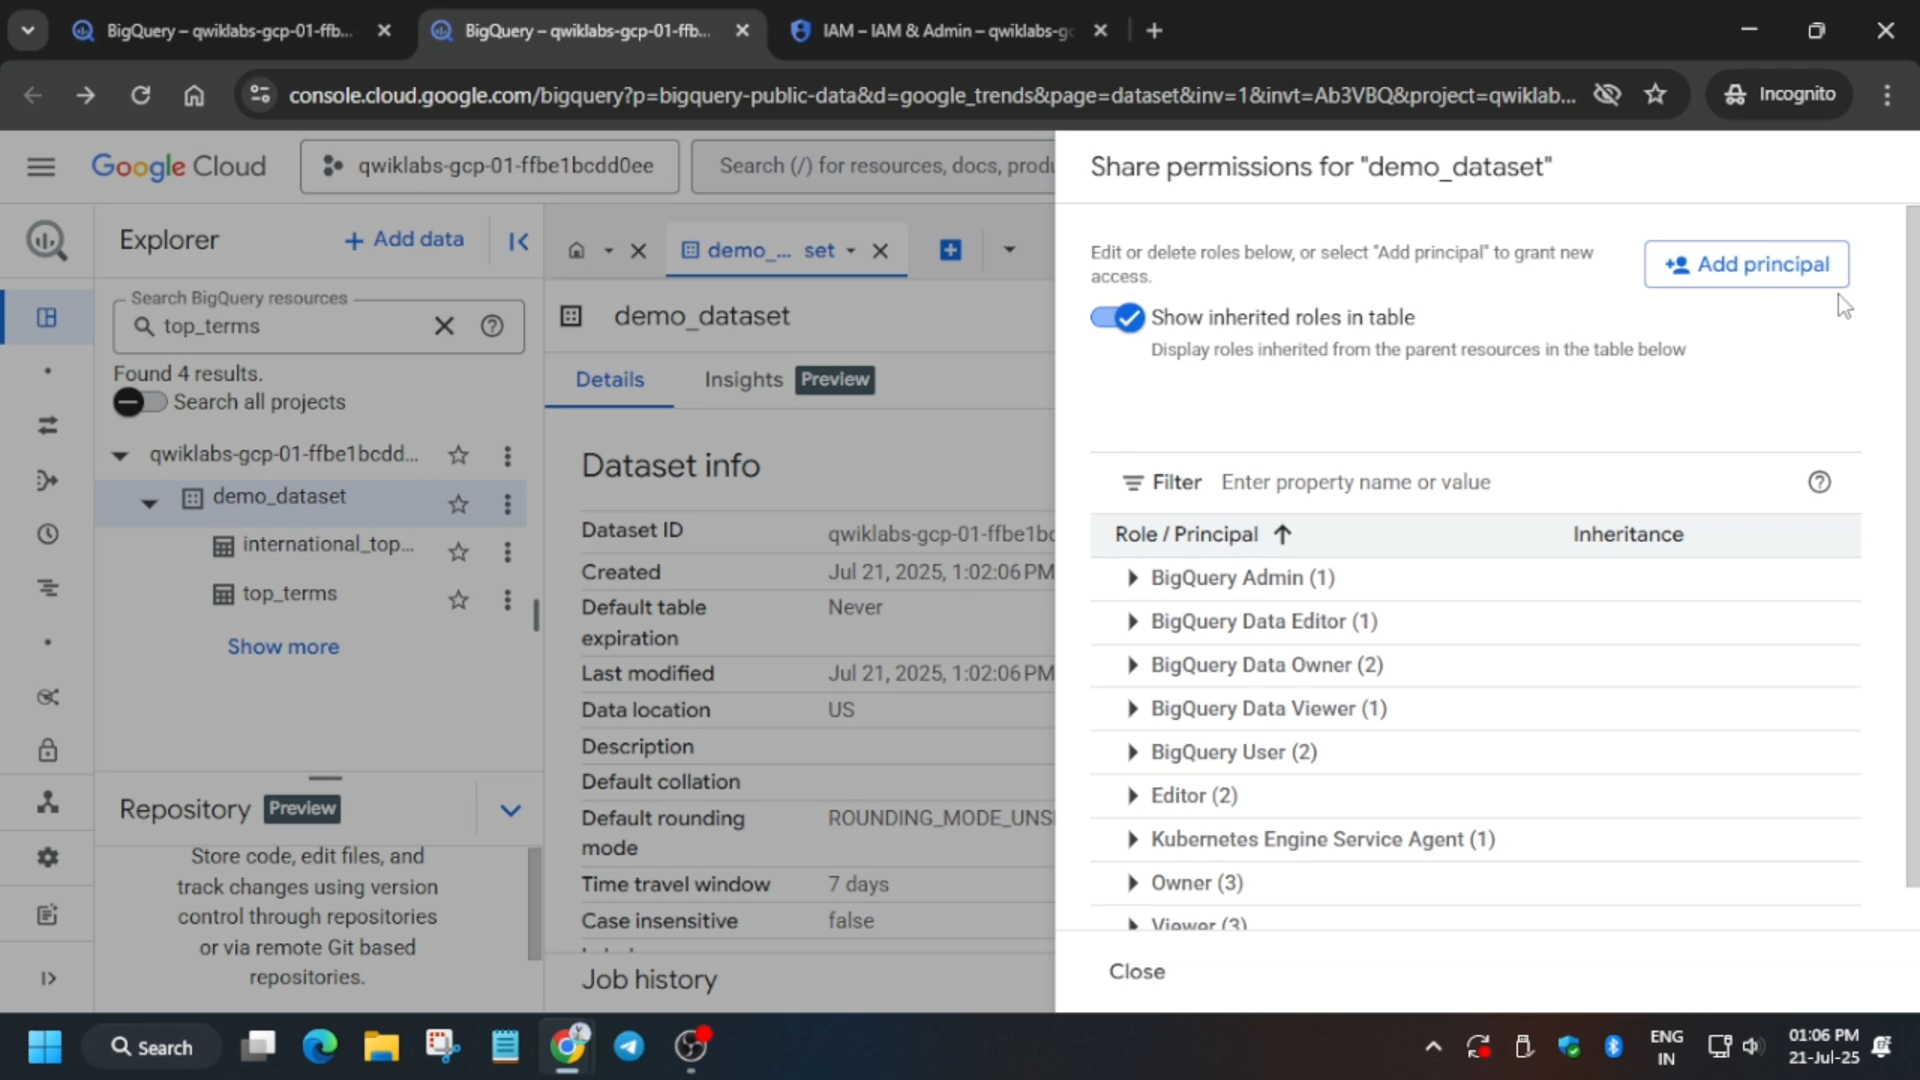 BigQuery – qwiklabs-gcp-01-ffb...
BigQuery – qwiklabs-gcp-01-ffb...
IAM – IAM & Admin – qwiklabs-gc
console.cloud.google.com/bigquery?p=bigquery-public-data&d=google_trends&page=dataset&inv=1&invt=Ab3VBQ&project=qwiklab...
Incognito
Google Cloud
qwiklabs-gcp-01-ffbe1bcdd0ee
Search (/) for resources, docs, produ
Explorer
+ Add data
Search BigQuery resources
top_terms
Found 4 results.
Search all projects
qwiklabs-gcp-01-ffbe1bcdd...
demo_dataset
international_top...
top_terms
Show more
Repository Preview
Store code, edit files, and
track changes using version
control through repositories
or via remote Git based
repositories.
demo_... set
demo_dataset
Details
Insights Preview
Dataset info
Dataset ID qwiklabs-gcp-01-ffbe1bc
Created Jul 21, 2025, 1:02:06 PM
Default table Never
expiration
Last modified Jul 21, 2025, 1:02:06 PM
Data location US
Description
Default collation
Default rounding ROUNDING_MODE_UNS
mode
Time travel window 7 days
Case insensitive false
Job history
Share permissions for "demo_dataset"
Edit or delete roles below, or select "Add principal" to grant new
access.
Add principal
Show inherited roles in table
Display roles inherited from the parent resources in the table below
Filter Enter property name or value
Role / Principal Inheritance
BigQuery Admin (1)
BigQuery Data Editor (1)
BigQuery Data Owner (2)
BigQuery Data Viewer (1)
BigQuery User (2)
Editor (2)
Kubernetes Engine Service Agent (1)
Owner (3)
Viewer (3)
Close
Search
ENG
IN
01:06 PM
21-Jul-25